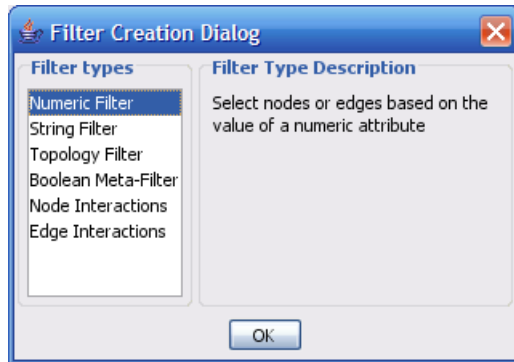 Filter Creation Dialog
Filter types
Numeric Filter
String Filter
Topology Filter
Boolean Meta-Filter
Node Interactions
Edge Interactions
Filter Type Description
Select nodes or edges based on the
value of a numeric attribute
OK